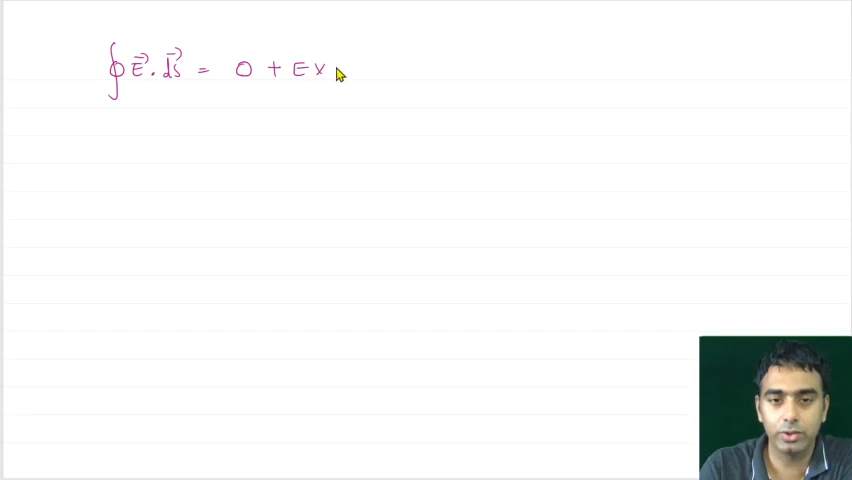 ∮ E⃗ . ds⃗ = 0 + E x